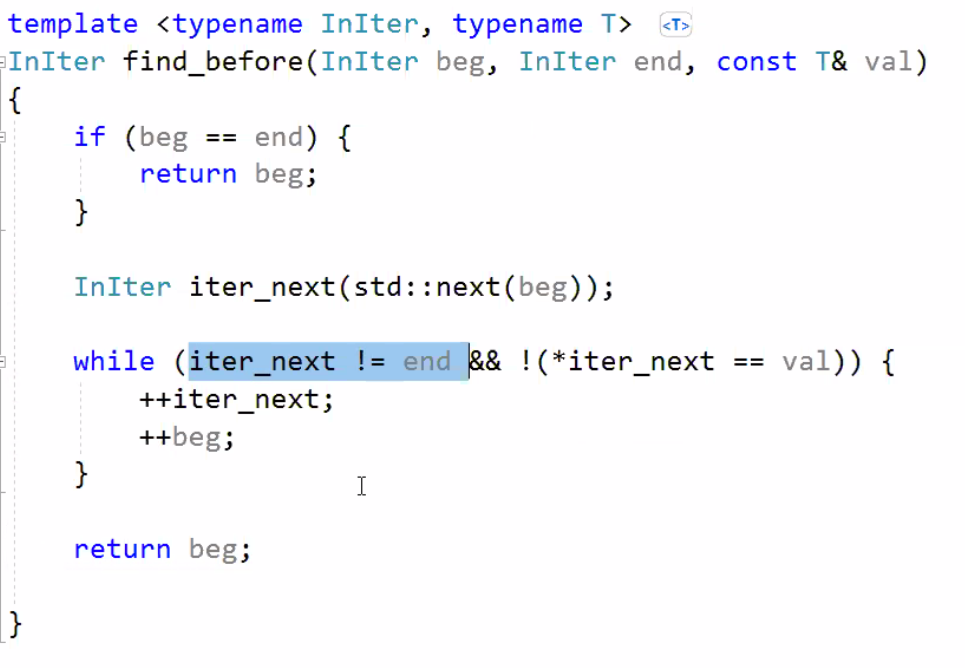 template <typename InIter, typename T> <T>
InIter find_before(InIter beg, InIter end, const T& val)
{
    if (beg == end) {
        return beg;
    }
    InIter iter_next(std::next(beg));
    while (iter_next != end && !(*iter_next == val)) {
        ++iter_next;
        ++beg;
    }
    return beg;
}